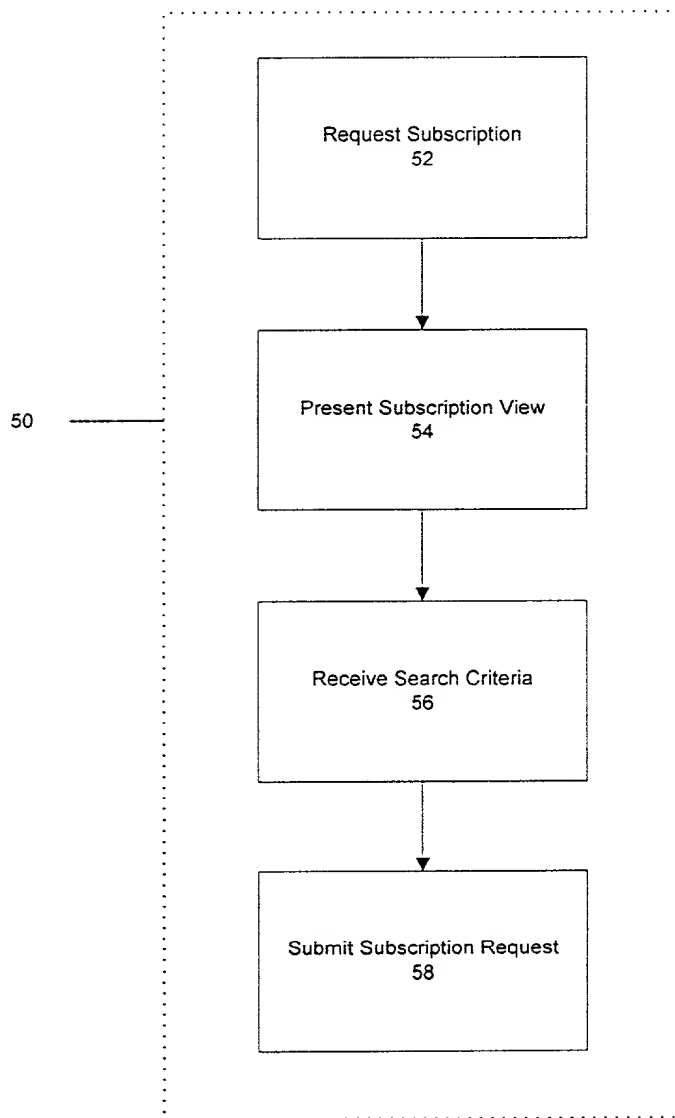 Request Subscription
52
Present Subscription View
54
50
Receive Search Criteria
56
Submit Subscription Request
58